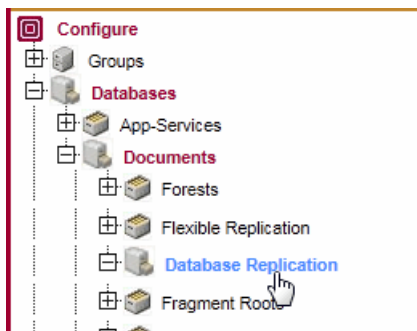 Configure
Groups
Databases
App-Services
Documents
Forests
Flexible Replication
Database Replication
Fragment Roots